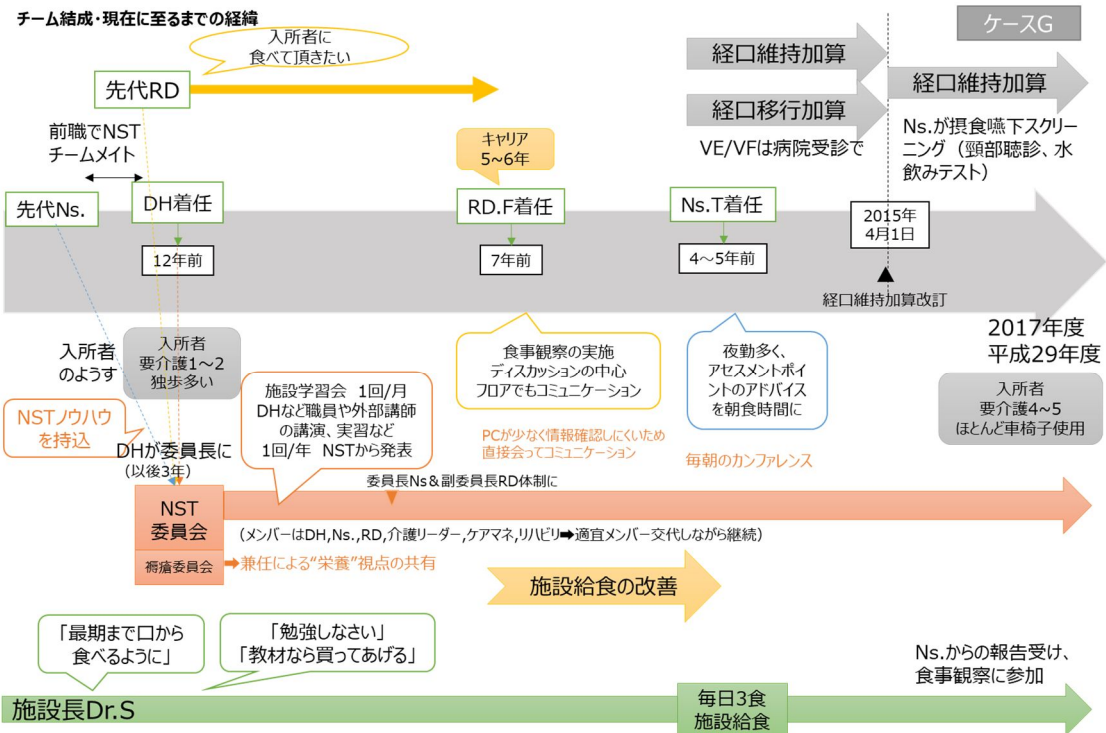 チーム結成・現在に至るまでの経緯
ケースG
入所者に
食べて頂きたい
先代RD
経口維持加算
経口移行加算
経口維持加算
VE/VFは病院受診で
Ns.が摂食嚥下スクリー
ニング（頸部聴診、水
飲みテスト）
前職でNST
チームメイト
キャリア
5~6年
先代Ns.
DH着任
RD.F着任
Ns.T着任
2015年
4月1日
12年前
7年前
4～5年前
経口維持加算改訂
2017年度
平成29年度
入所者
のようす
入所者
要介護1～2
独歩多い
食事観察の実施
ディスカッションの中心
フロアでもコミュニケーション
夜勤多く、
アセスメントポイ
ントのアドバイス
を朝食時間に
入所者
要介護4~5
ほとんど車椅子使用
NSTノウハウ
を持込
施設学習会 1回/月
DHなど職員や外部講師
の講演、実習など
1回/年 NSTから発表
PCが少なく情報確認しにくいため
直接会ってコミュニケーション
毎朝のカンファレンス
DHが委員長に
（以後3年）
委員長Ns＆副委員長RD体制に
NST
委員会
（メンバーはDH,Ns.,RD,介護リーダー,ケアマネ,リハビリ➡適宜メンバー交代しながら継続）
褥瘡委員会
➡兼任による“栄養”視点の共有
施設給食の改善
「最期まで口から
食べるように」
「勉強しなさい」
「教材なら買ってあげる」
Ns.からの報告受け、
食事観察に参加
施設長Dr.S
毎日3食
施設給食